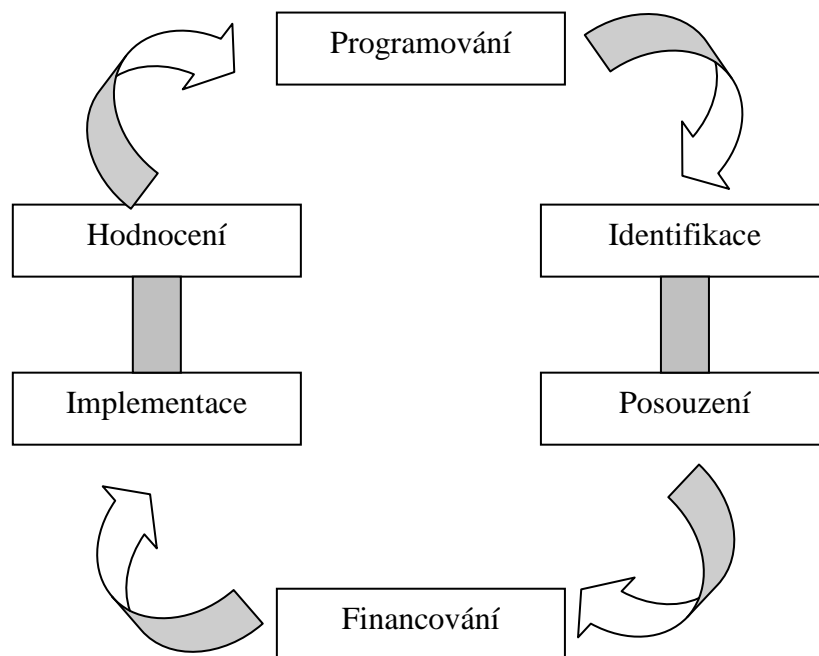 Programování
Hodnocení
Identifikace
Implementace
Posouzení
Financování